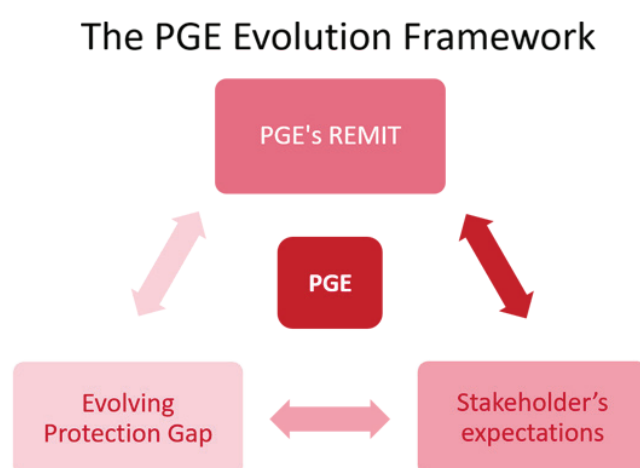 The PGE Evolution Framework
PGE's REMIT
PGE
Evolving
Protection Gap
Stakeholder’s
expectations